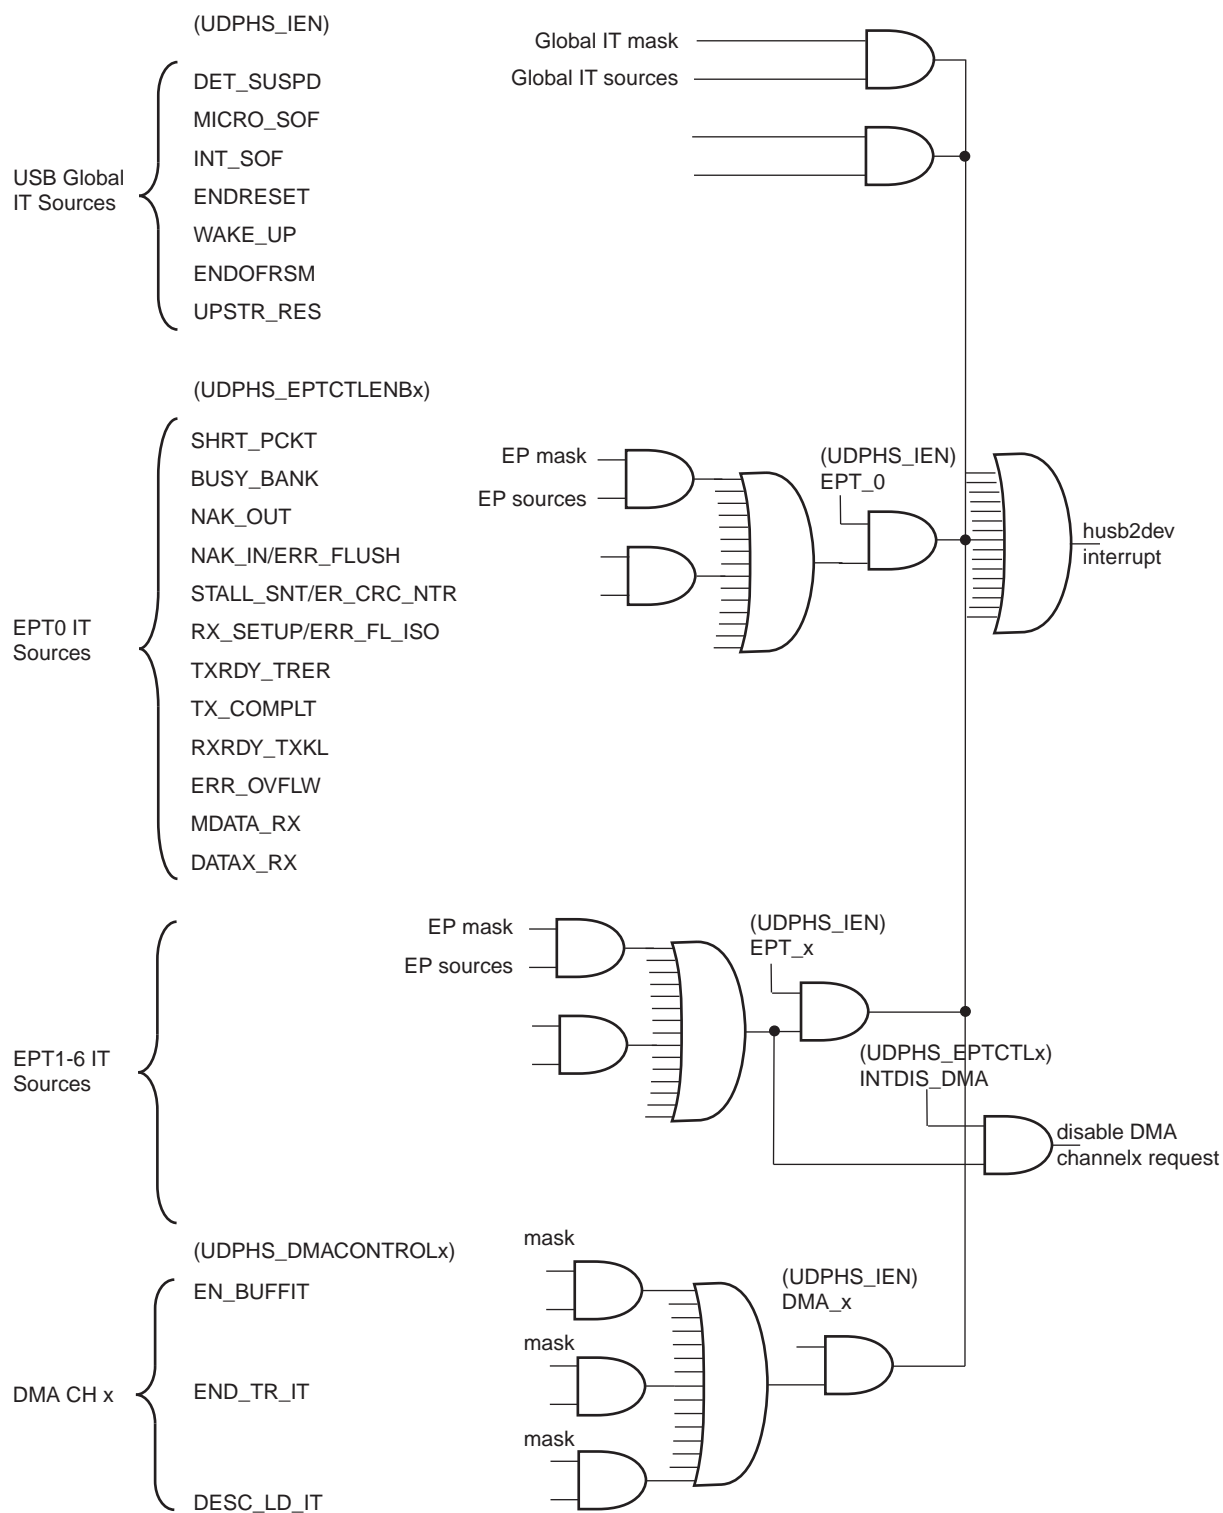 (UDPHS_IEN)
Global IT mask
Global IT sources
DET_SUSPD
MICRO_SOF
INT_SOF
USB Global
IT Sources
ENDRESET
WAKE_UP
ENDOFRSM
UPSTR_RES
(UDPHS_EPTCTLENBx)
SHRT_PCKT
BUSY_BANK
NAK_OUT
NAK_IN/ERR_FLUSH
STALL_SNT/ER_CRC_NTR
RX_SETUP/ERR_FL_ISO
EPT0 IT
Sources
TXRDY_TRER
TX_COMPLT
RXRDY_TXKL
ERR_OVFLW
MDATA_RX
DATAX_RX
EP mask
EP sources
(UDPHS_IEN)
EPT_0
husb2dev
interrupt
EP mask
EP sources
(UDPHS_IEN)
EPT_x
EPT1-6 IT
Sources
(UDPHS_EPTCTLx)
INTDIS_DMA
disable DMA
channelx request
(UDPHS_DMACONTROLx)
mask
EN_BUFFIT
(UDPHS_IEN)
DMA_x
mask
DMA CH x
END_TR_IT
mask
DESC_LD_IT